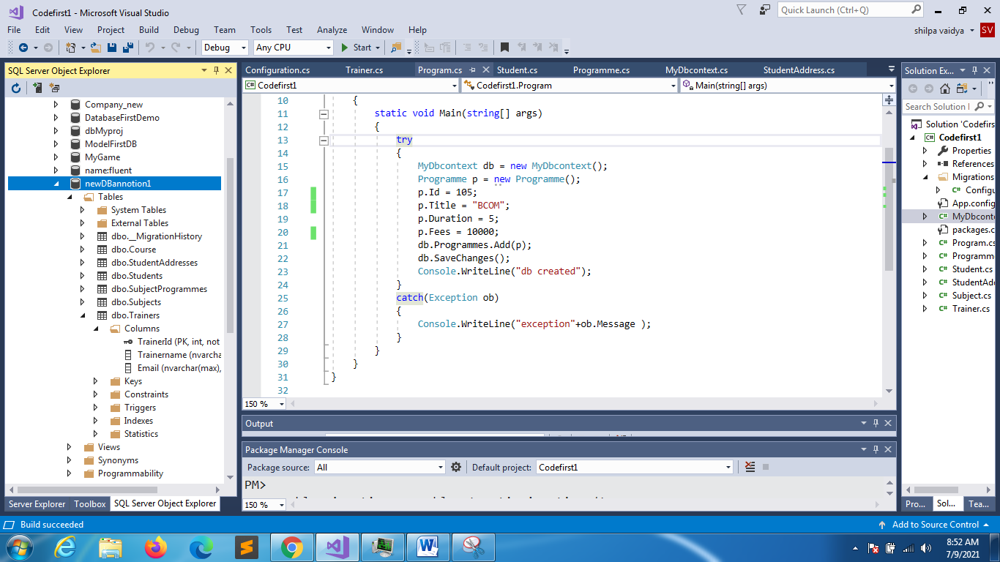 Codefirst1 - Microsoft Visual Studio
Quick Launch (Ctrl+Q)
File Edit View Project Build Debug Team Tools Test Analyze Window Help
shilpa vaidya SV
Debug Any CPU Start
SQL Server Object Explorer
Company_new
DatabaseFirstDemo
dbMyproj
ModelFirstDB
MyGame
name:fluent
newDBannotion1
Tables
System Tables
External Tables
dbo.__MigrationHistory
dbo.Course
dbo.StudentAddresses
dbo.Students
dbo.SubjectProgrammes
dbo.Subjects
dbo.Trainers
Columns
TrainerId (PK, int, not
Trainername (nvarcha
Email (nvarchar(max),
Keys
Constraints
Triggers
Indexes
Statistics
Views
Synonyms
Programmability
Server Explorer Toolbox SQL Server Object Explorer
Configuration.cs Trainer.cs Program.cs Student.cs Programme.cs MyDbcontext.cs StudentAddress.cs
C# Codefirst1 Codefirst1.Program Main(string[] args)
10 {
11 static void Main(string[] args)
12 {
13 try
14 {
15 MyDbcontext db = new MyDbcontext();
16 Programme p = new Programme();
17 p.Id = 105;
18 p.Title = "BCOM";
19 p.Duration = 5;
20 p.Fees = 10000;
21 db.Programmes.Add(p);
22 db.SaveChanges();
23 Console.WriteLine("db created");
24 }
25 catch(Exception ob)
26 {
27 Console.WriteLine("exception"+ob.Message );
28 }
29 }
30 }
31 }
32
150 %
Output
Package Manager Console
Package source: All Default project: Codefirst1
PM>
150 %
Solution Ex...
Search Solution
Solution 'Codefirs
C# Codefirst1
Properties
References
Migrations
C# Configu
App.config
C# MyDbcont
packages.c
C# Program.cs
C# Programm
C# Student.cs
C# StudentAdd
C# Subject.cs
C# Trainer.cs
Pro... Sol... Tea...
Build succeeded
Add to Source Control
8:52 AM
7/9/2021